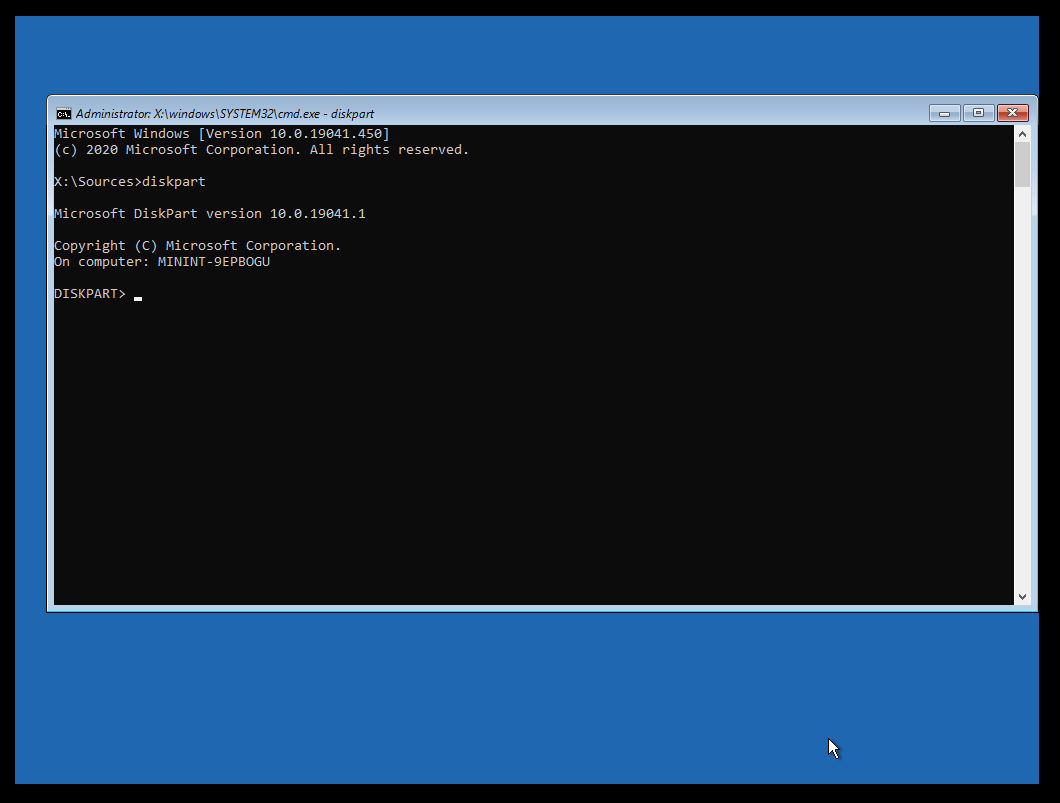 Administrator: X:\windows\SYSTEM32\cmd.exe - diskpart
Microsoft Windows [Version 10.0.19041.450]
(c) 2020 Microsoft Corporation. All rights reserved.
X:\Sources>diskpart
Microsoft DiskPart version 10.0.19041.1
Copyright (C) Microsoft Corporation.
On computer: MININT-9EPBOGU
DISKPART>